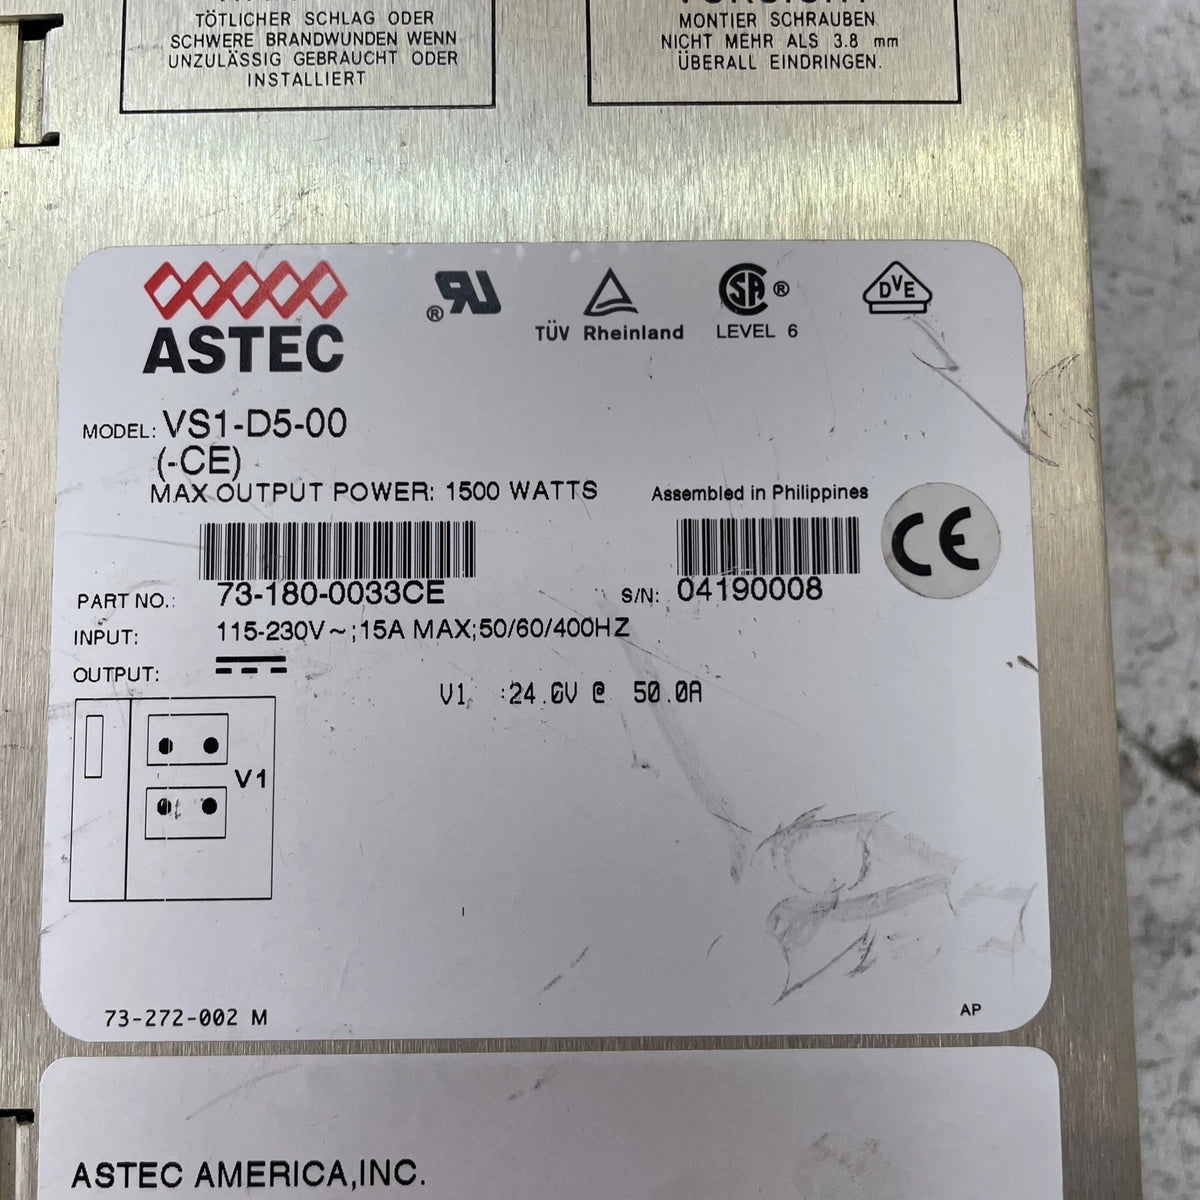 TÖTLICHER SCHLAG ODER
SCHWERE BRANDWUNDEN WENN
UNZULÄSSIG GEBRAUCHT ODER
INSTALLIERT
MONTIER SCHRAUBEN
NICHT MEHR ALS 3.8 mm
ÜBERALL EINDRINGEN.
ASTEC
® RU
TÜV Rheinland
SA ®
LEVEL 6
DVE
MODEL: VS1-D5-00
(-CE)
MAX OUTPUT POWER: 1500 WATTS
Assembled in Philippines
CE
PART NO.: 73-180-0033CE
S/N: 04190008
INPUT: 115-230V~;15A MAX;50/60/400HZ
OUTPUT:
V1 :24.0V @ 50.0A
V1
73-272-002 M
AP
ASTEC AMERICA,INC.